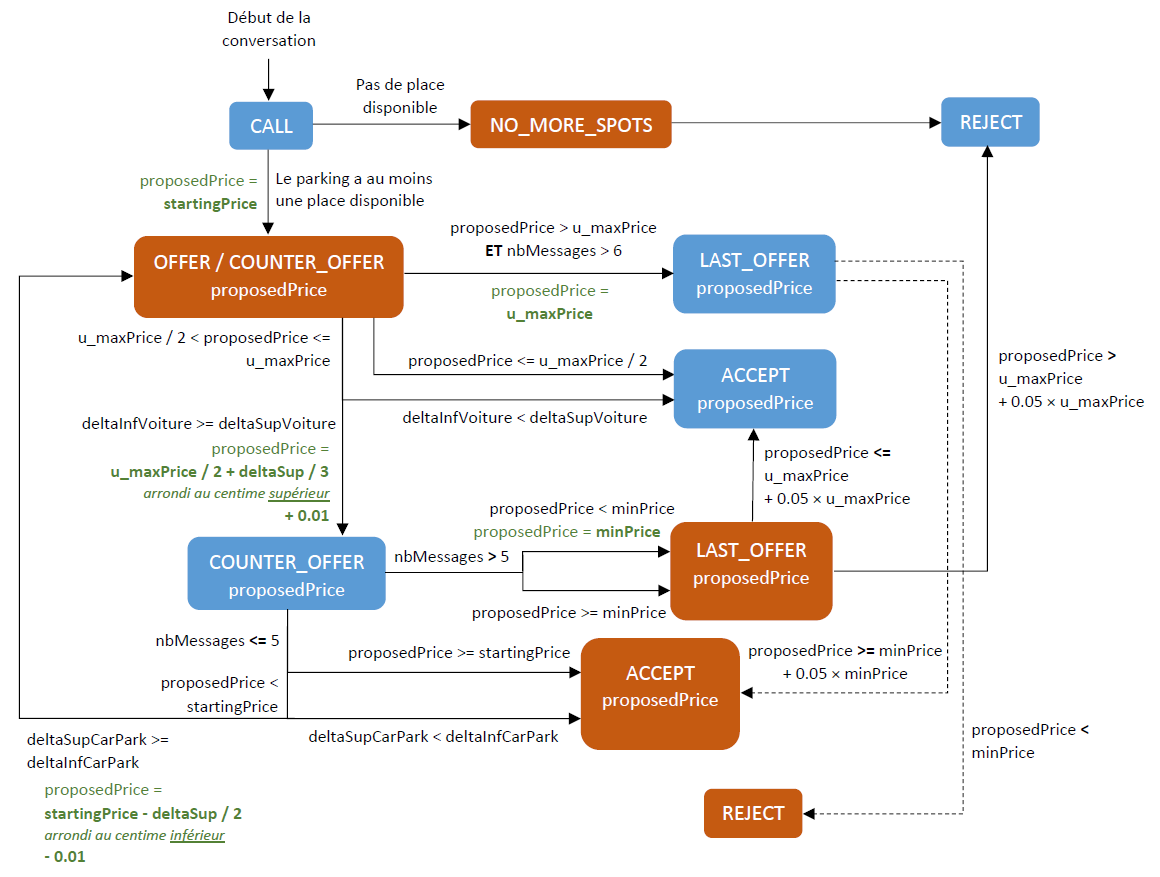 Début de la
conversation
Pas de place
disponible
CALL
NO_MORE_SPOTS
REJECT
proposedPrice =
startingPrice
Le parking a au moins
une place disponible
OFFER / COUNTER_OFFER
proposedPrice
proposedPrice > u_maxPrice
ET nbMessages > 6
proposedPrice =
u_maxPrice
LAST_OFFER
proposedPrice
u_maxPrice / 2 < proposedPrice <=
u_maxPrice
proposedPrice <= u_maxPrice / 2
ACCEPT
proposedPrice
proposedPrice >
u_maxPrice
+ 0.05 × u_maxPrice
deltaInfVoiture < deltaSupVoiture
deltaInfVoiture >= deltaSupVoiture
proposedPrice =
u_maxPrice / 2 + deltaSup / 3
arrondi au centime supérieur
+ 0.01
proposedPrice <=
u_maxPrice
+ 0.05 × u_maxPrice
proposedPrice < minPrice
proposedPrice = minPrice
COUNTER_OFFER
proposedPrice
nbMessages > 5
LAST_OFFER
proposedPrice
proposedPrice >= minPrice
nbMessages <= 5
proposedPrice >= startingPrice
proposedPrice <
startingPrice
ACCEPT
proposedPrice
proposedPrice >= minPrice
+ 0.05 × minPrice
deltaSupCarPark < deltaInfCarPark
deltaSupCarPark >=
deltaInfCarPark
proposedPrice =
startingPrice - deltaSup / 2
arrondi au centime inférieur
- 0.01
proposedPrice <
minPrice
REJECT